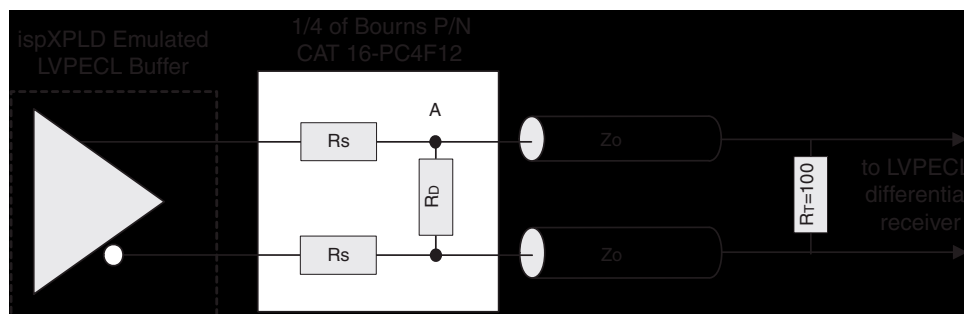 ispXPLD Emulated
LVPECL Buffer
1/4 of Bourns P/N
CAT 16-PC4F12
A
Rs
RD
Rs
Zo
Zo
RT=100
to LVPECL
differential
receiver